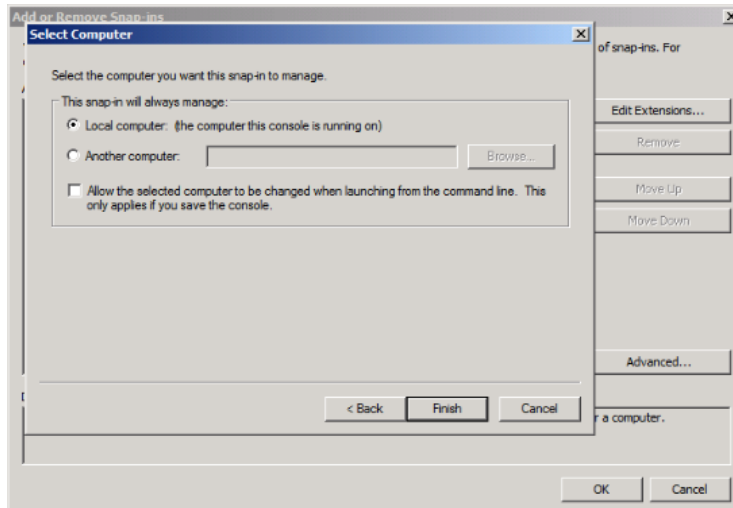 Add or Remove Snap-ins
Select Computer
of snap-ins. For
Select the computer you want this snap-in to manage.
This snap-in will always manage:
Local computer: (the computer this console is running on)
Another computer:
Browse...
Allow the selected computer to be changed when launching from the command line. This
only applies if you save the console.
Edit Extensions...
Remove
Move Up
Move Down
Advanced...
< Back
Finish
Cancel
r a computer.
OK
Cancel